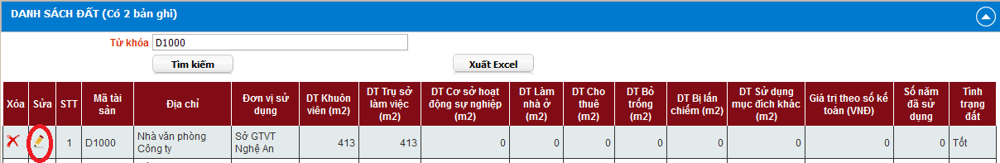 DANH SÁCH ĐẤT (Có 2 bản ghi)
Từ khóa D1000
Tìm kiếm Xuất Excel
Xóa Sửa STT Mã tài sản Địa chỉ Đơn vị sử dụng DT Khuôn viên (m2) DT Trụ sở làm việc (m2) DT Cơ sở hoạt động sự nghiệp (m2) DT Làm nhà ở (m2) DT Cho thuê (m2) DT Bỏ trống (m2) DT Bị lấn chiếm (m2) DT Sử dụng mục đích khác (m2) Giá trị theo số kế toán (VNĐ) Số năm đã sử dụng Tình trạng đất
1 D1000 Nhà văn phòng Công ty Sở GTVT Nghệ An 413 413 0 0 0 0 0 0 0 0 Tốt